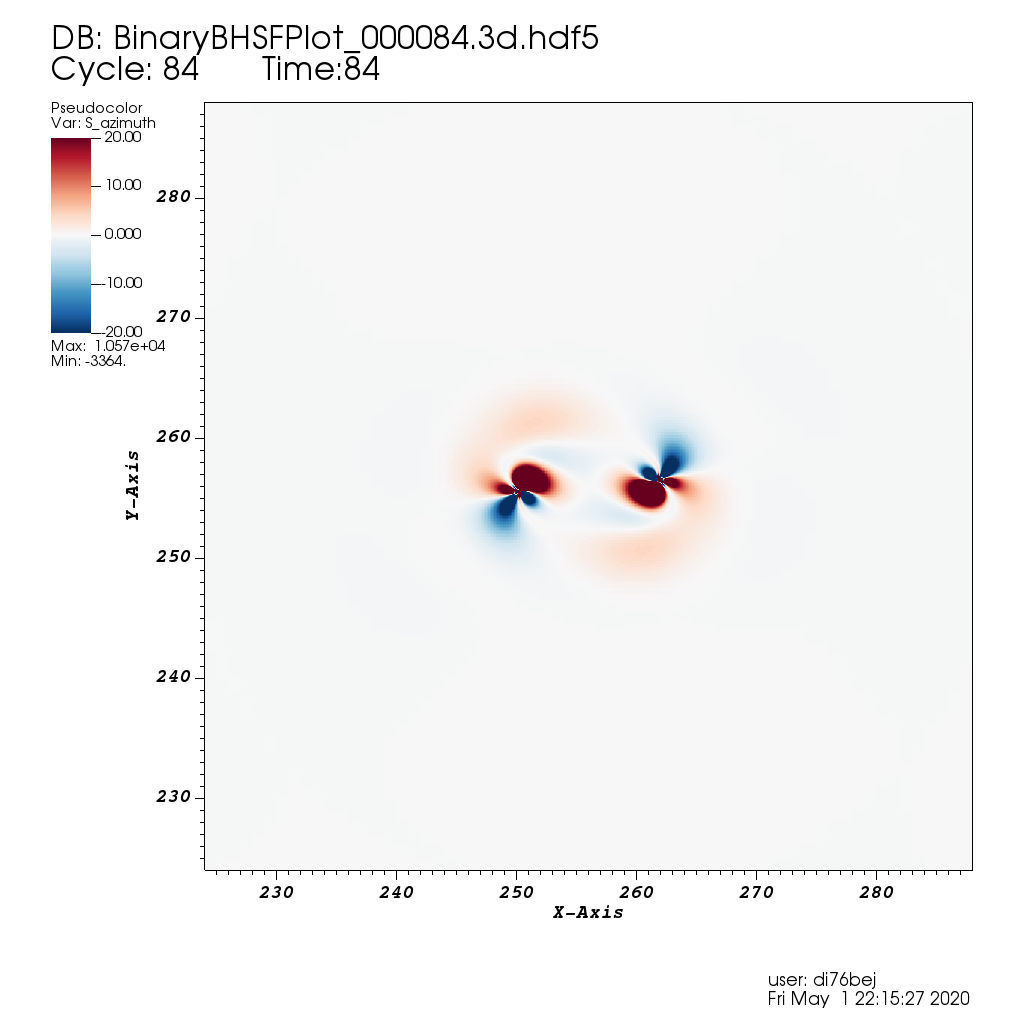 DB: BinaryBHSFPlot_000084.3d.hdf5
Cycle: 84 Time:84
Pseudocolor
Var: S_azimuth
20.00
10.00
0.000
-10.00
-20.00
Max: 1.057e+04
Min: -3364.
280
270
260
250
240
230
Y-Axis
230 240 250 260 270 280
X-Axis
user: di76bej
Fri May 1 22:15:27 2020